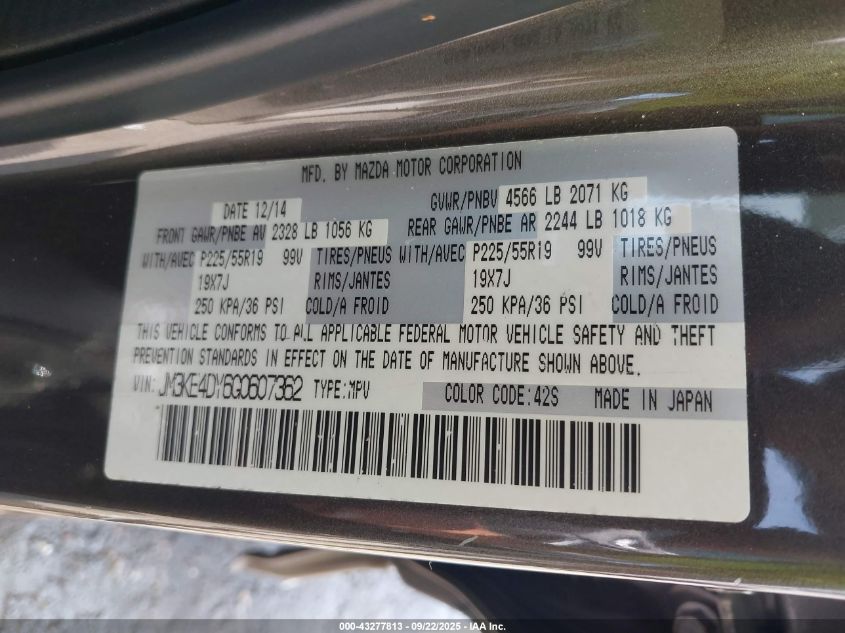 MFD. BY MAZDA MOTOR CORPORATION
DATE 12/14 GVWR/PNBV 4566 LB 2071 KG
FRONT GAWR/PNBE AV 2328 LB 1056 KG REAR GAWR/PNBE AR 2244 LB 1018 KG
WITH/AVEC P225/55R19 99V TIRES/PNEUS WITH/AVEC P225/55R19 99V TIRES/PNEUS
19X7J RIMS/JANTES 19X7J RIMS/JANTES
250 KPA/36 PSI COLD/A FROID 250 KPA/36 PSI COLD/A FROID
THIS VEHICLE CONFORMS TO ALL APPLICABLE FEDERAL MOTOR VEHICLE SAFETY AND THEFT
PREVENTION STANDARDS IN EFFECT ON THE DATE OF MANUFACTURE SHOWN ABOVE.
VIN: JM3KE4DY6G0607362 TYPE:MPV COLOR CODE:42S MADE IN JAPAN
000-43277813 - 09/22/2025 - IAA Inc.